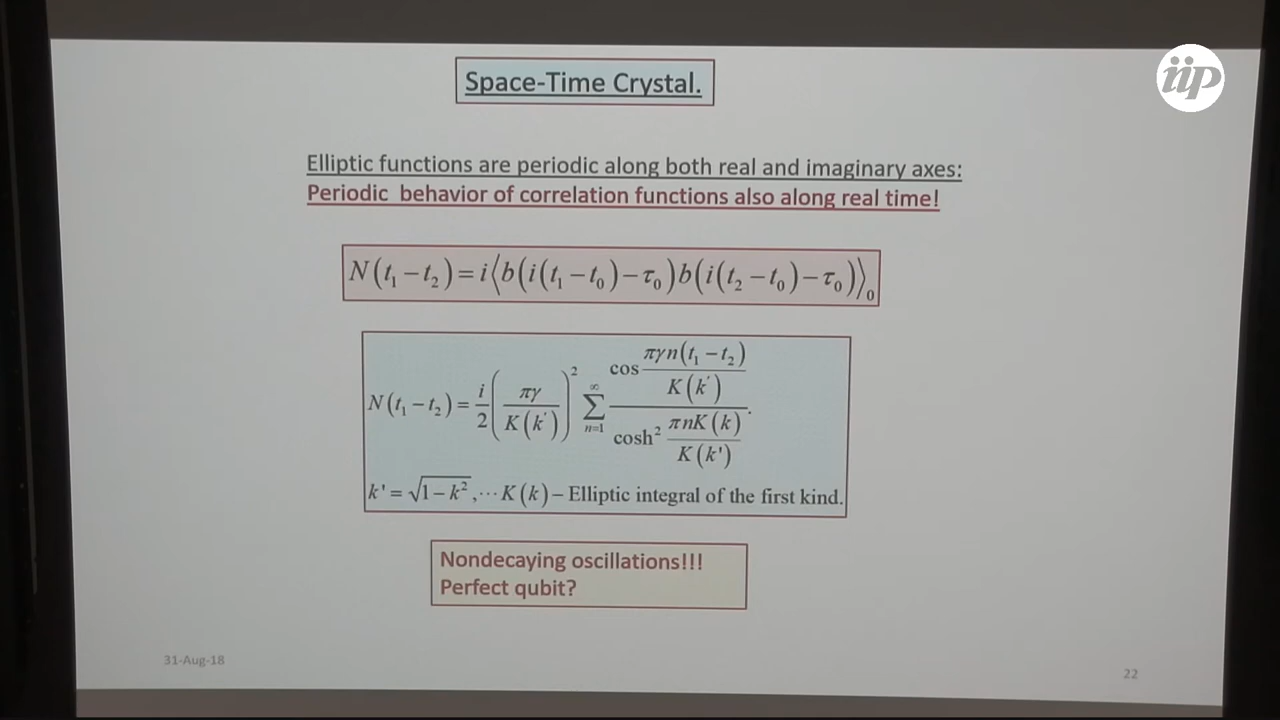 iip
Space-Time Crystal.
Elliptic functions are periodic along both real and imaginary axes:
Periodic behavior of correlation functions also along real time!
N(t₁ − t₂) = i⟨b(i(t₁ − t₀) − τ₀)b(i(t₂ − t₀) − τ₀)⟩₀
N(t₁ − t₂) = i/2 (πγ / K(k'))² ∑ₙ₌₁^∞ cos(πγn(t₁ − t₂) / K(k')) / cosh²(πnK(k) / K(k')).
k' = √(1 − k²) ,⋯ K(k) – Elliptic integral of the first kind.
Nondecaying oscillations!!!
Perfect qubit?
31-Aug-18
22